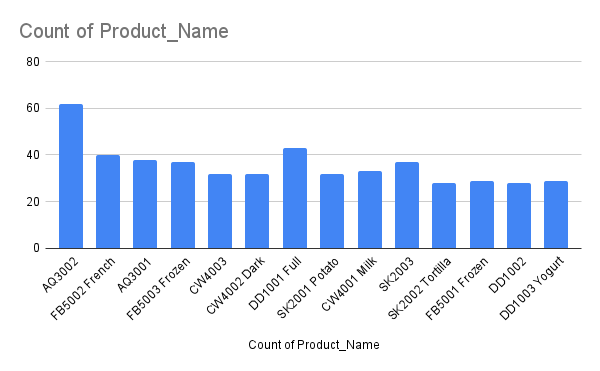 Count of Product_Name
80
60
40
20
0
AQ3002
FB5002 French
AQ3001
FB5003 Frozen
CW4003
CW4002 Dark
DD1001 Full
SK2001 Potato
CW4001 Milk
SK2003
SK2002 Tortilla
FB5001 Frozen
DD1002
DD1003 Yogurt
Count of Product_Name